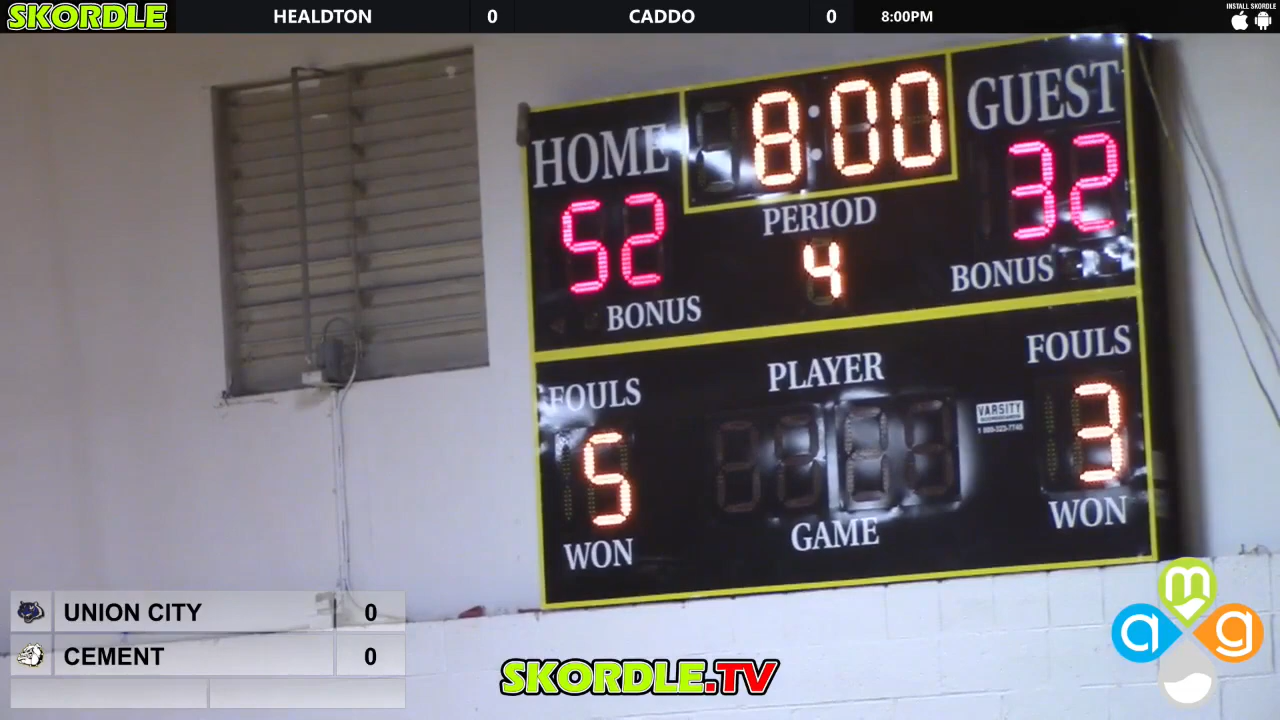 SKORDLE HEALDTON 0 CADDO 0 8:00PM INSTALL SKORDLE
HOME 8:00 GUEST
52 PERIOD 32
4
BONUS BONUS
FOULS PLAYER FOULS
VARSITY
5 3
WON GAME WON
UNION CITY 0
CEMENT 0
m
a g
SKORDLE.TV